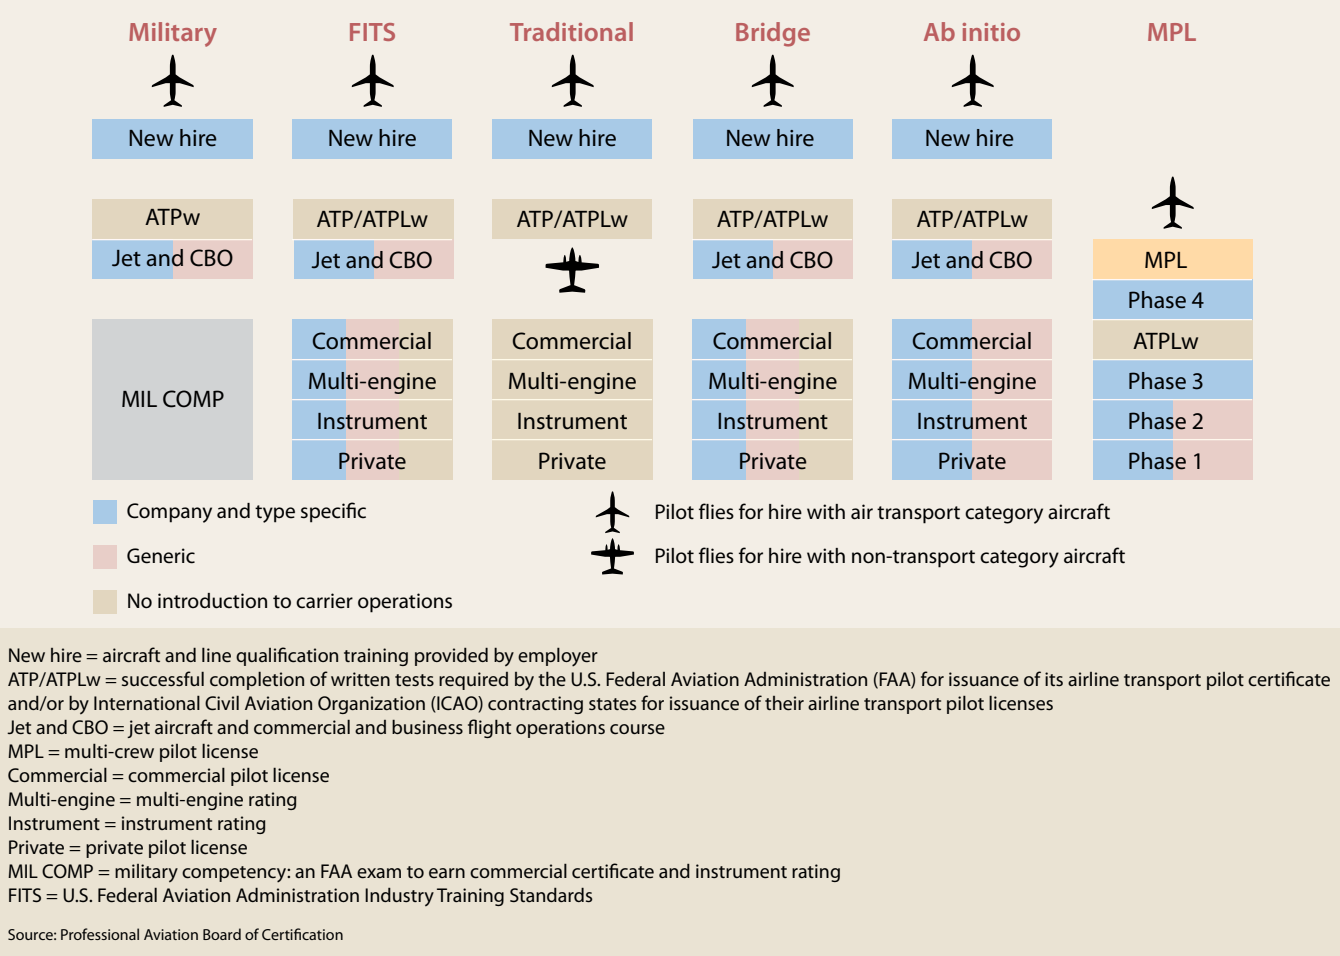 Military
FITS
Traditional
Bridge
Ab initio
MPL
New hire
New hire
New hire
New hire
New hire
ATPw
ATP/ATPLw
ATP/ATPLw
ATP/ATPLw
ATP/ATPLw
Jet and CBO
Jet and CBO
Jet and CBO
Jet and CBO
MPL
Phase 4
Commercial
Commercial
Commercial
Commercial
ATPLw
Multi-engine
Multi-engine
Multi-engine
Multi-engine
Phase 3
MIL COMP
Instrument
Instrument
Instrument
Instrument
Phase 2
Private
Private
Private
Private
Phase 1
Company and type specific
Pilot flies for hire with air transport category aircraft
Generic
Pilot flies for hire with non-transport category aircraft
No introduction to carrier operations
New hire = aircraft and line qualification training provided by employer
ATP/ATPLw = successful completion of written tests required by the U.S. Federal Aviation Administration (FAA) for issuance of its airline transport pilot certificate
and/or by International Civil Aviation Organization (ICAO) contracting states for issuance of their airline transport pilot licenses
Jet and CBO = jet aircraft and commercial and business flight operations course
MPL = multi-crew pilot license
Commercial = commercial pilot license
Multi-engine = multi-engine rating
Instrument = instrument rating
Private = private pilot license
MIL COMP = military competency: an FAA exam to earn commercial certificate and instrument rating
FITS = U.S. Federal Aviation Administration Industry Training Standards
Source: Professional Aviation Board of Certification